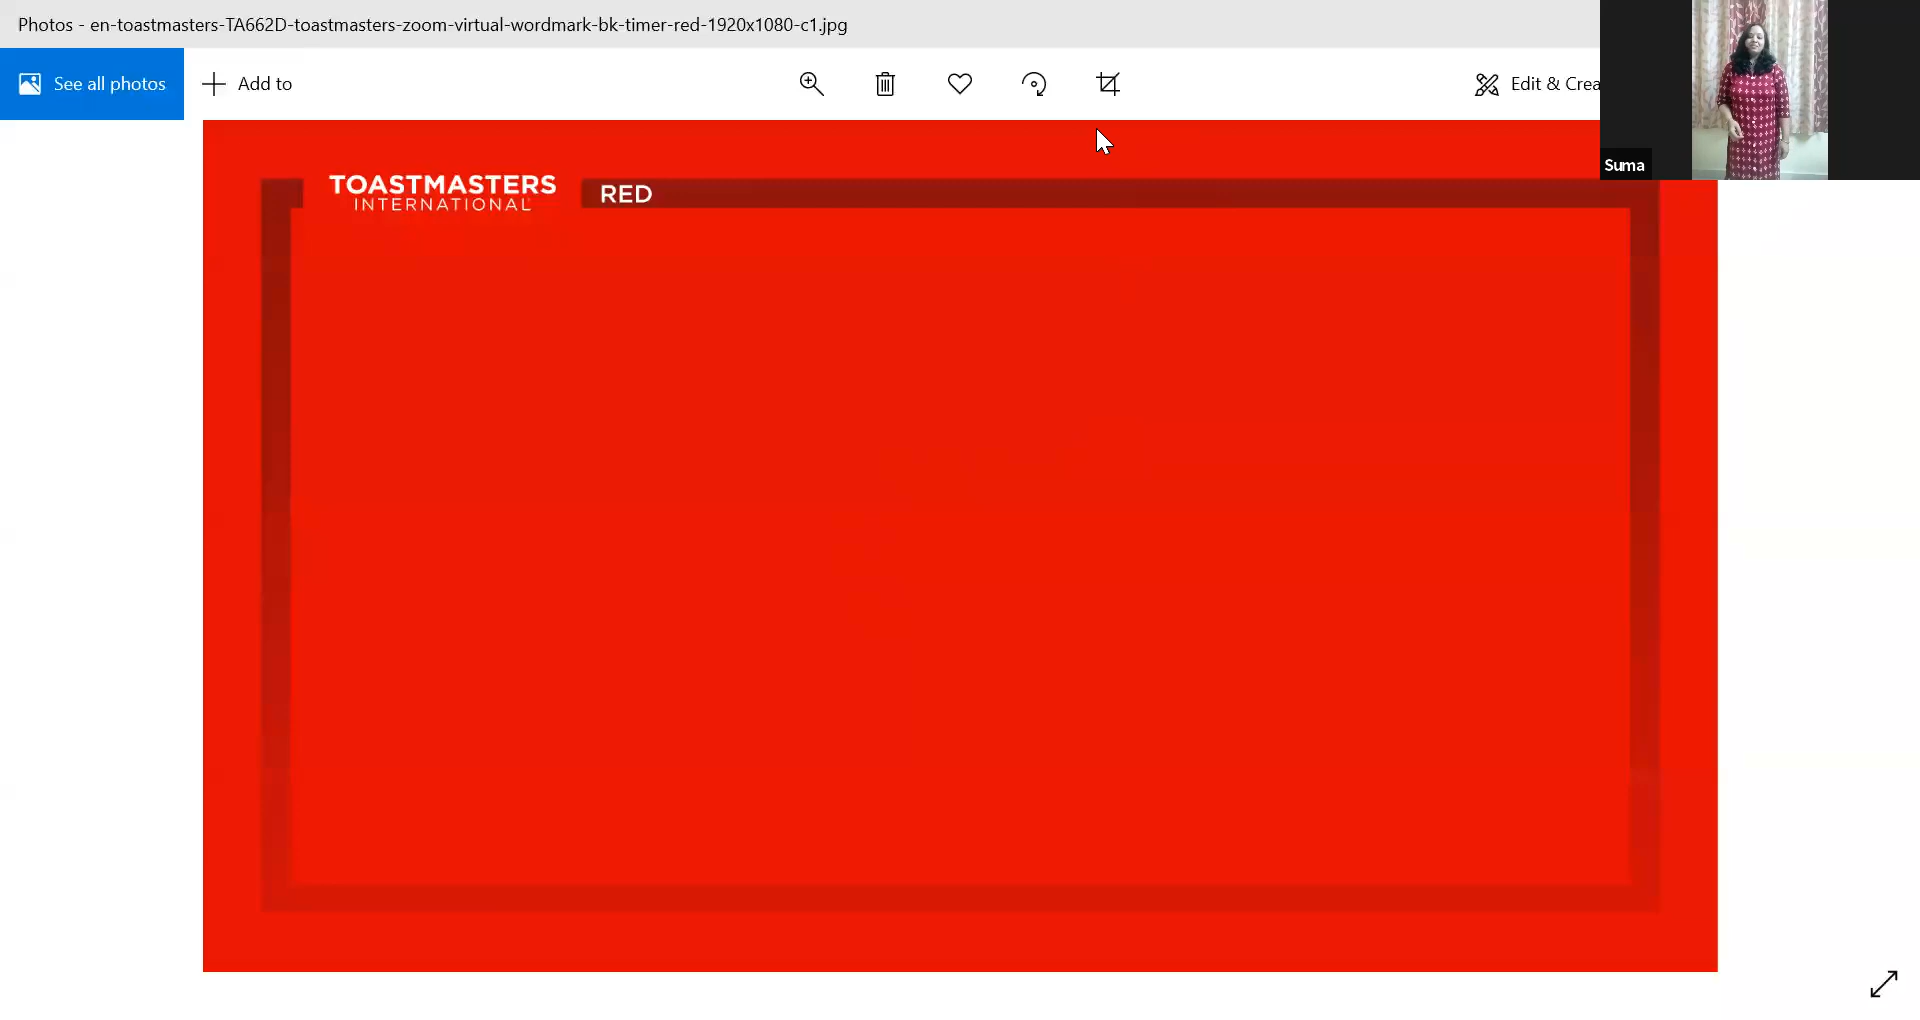 Photos - en-toastmasters-TA662D-toastmasters-zoom-virtual-wordmark-bk-timer-red-1920x1080-c1.jpg
See all photos
Add to
Edit & Crea
Suma
TOASTMASTERS
INTERNATIONAL
RED